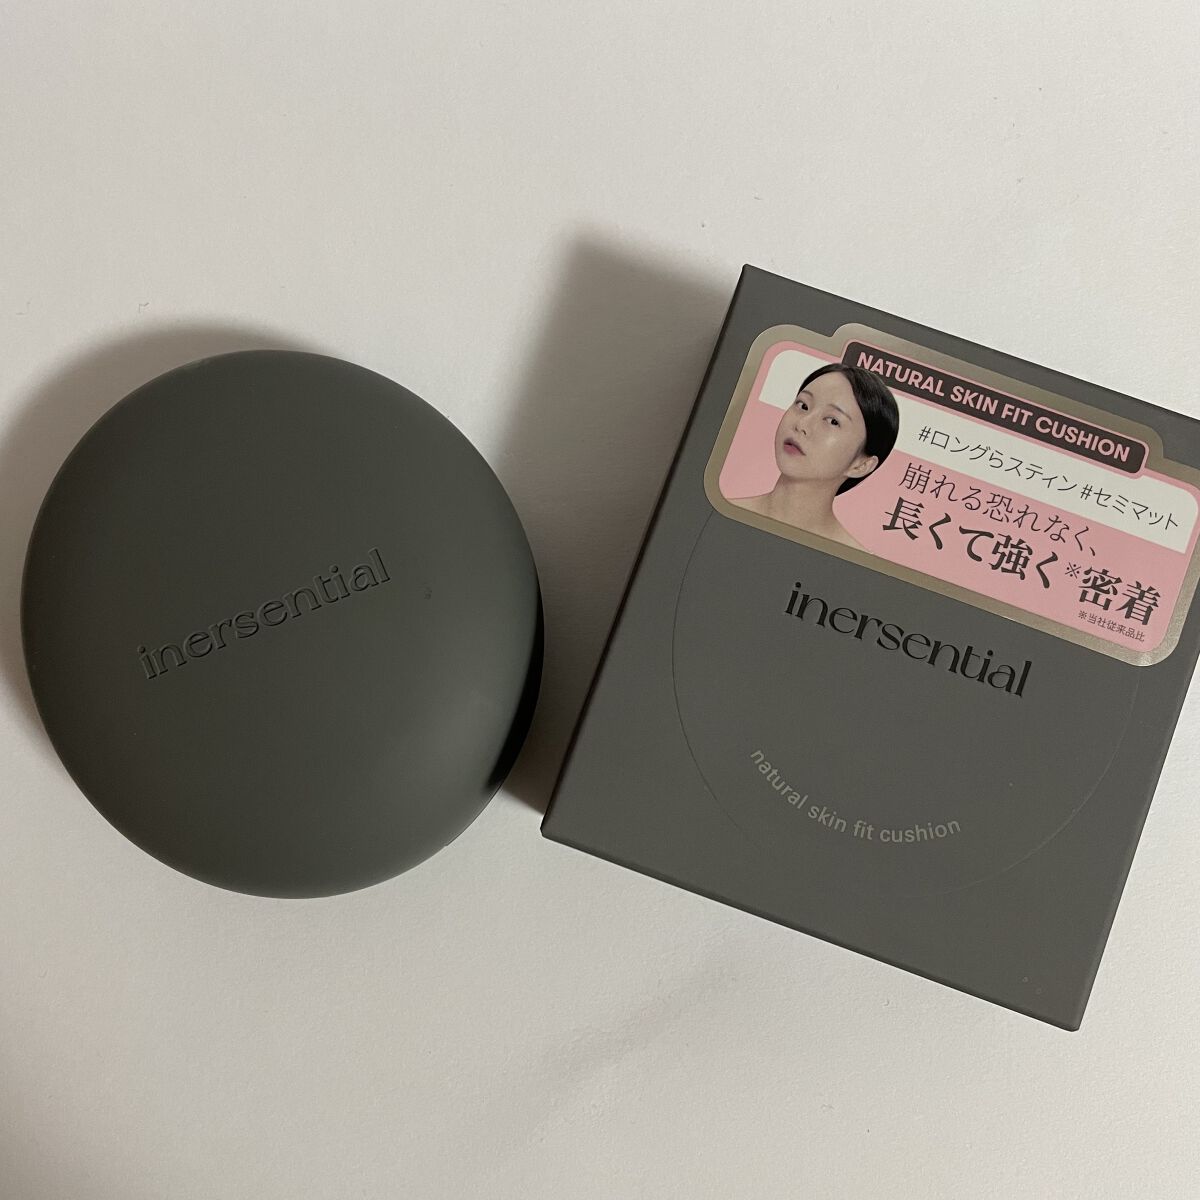 inersential
NATURAL SKIN FIT CUSHION
#ロングらスティン #セミマット
崩れる恐れなく、
長くて強く※密着
※当社従来品比
inersential
natural skin fit cushion